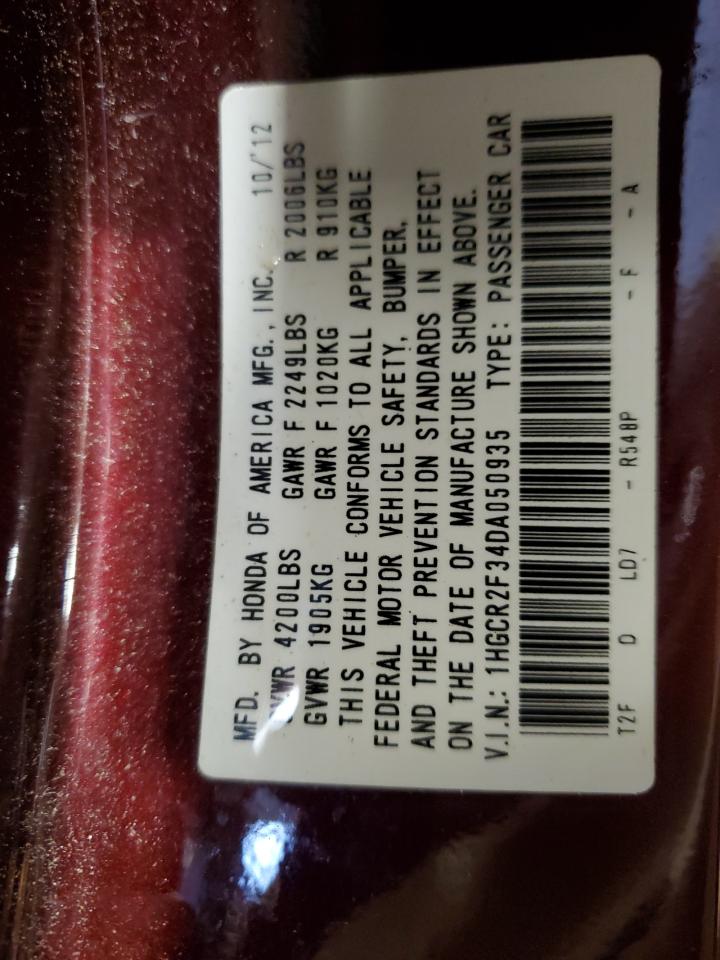 MFD. BY HONDA OF AMERICA MFG., INC. 10/'12
GVWR 4200LBS GAWR F 2249LBS R 2006LBS
GVWR 1905KG GAWR F 1020KG R 910KG
THIS VEHICLE CONFORMS TO ALL APPLICABLE
FEDERAL MOTOR VEHICLE SAFETY, BUMPER,
AND THEFT PREVENTION STANDARDS IN EFFECT
ON THE DATE OF MANUFACTURE SHOWN ABOVE.
V.I.N.: 1HGCR2F34DA050935 TYPE: PASSENGER CAR
T2F D LD7 - R548P - F - A